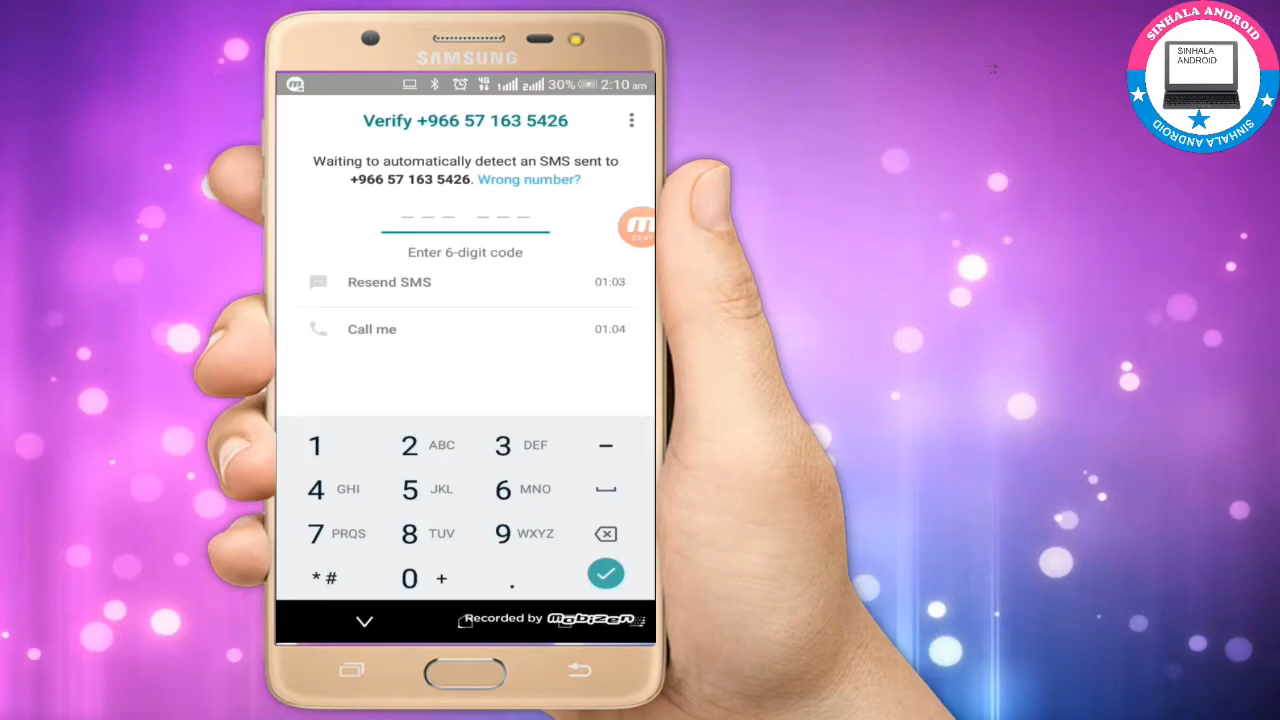 SAMSUNG
30% 2:10 am
Verify +966 57 163 5426
Waiting to automatically detect an SMS sent to
+966 57 163 5426. Wrong number?
03:41
Enter 6-digit code
Resend SMS 01:03
Call me 01:04
1 2 ABC 3 DEF –
4 GHI 5 JKL 6 MNO
7 PRQS 8 TUV 9 WXYZ
*# 0 + .
Recorded by mobizen
SINHALA ANDROID
SINHALA
ANDROID
SINHALA ANDROID